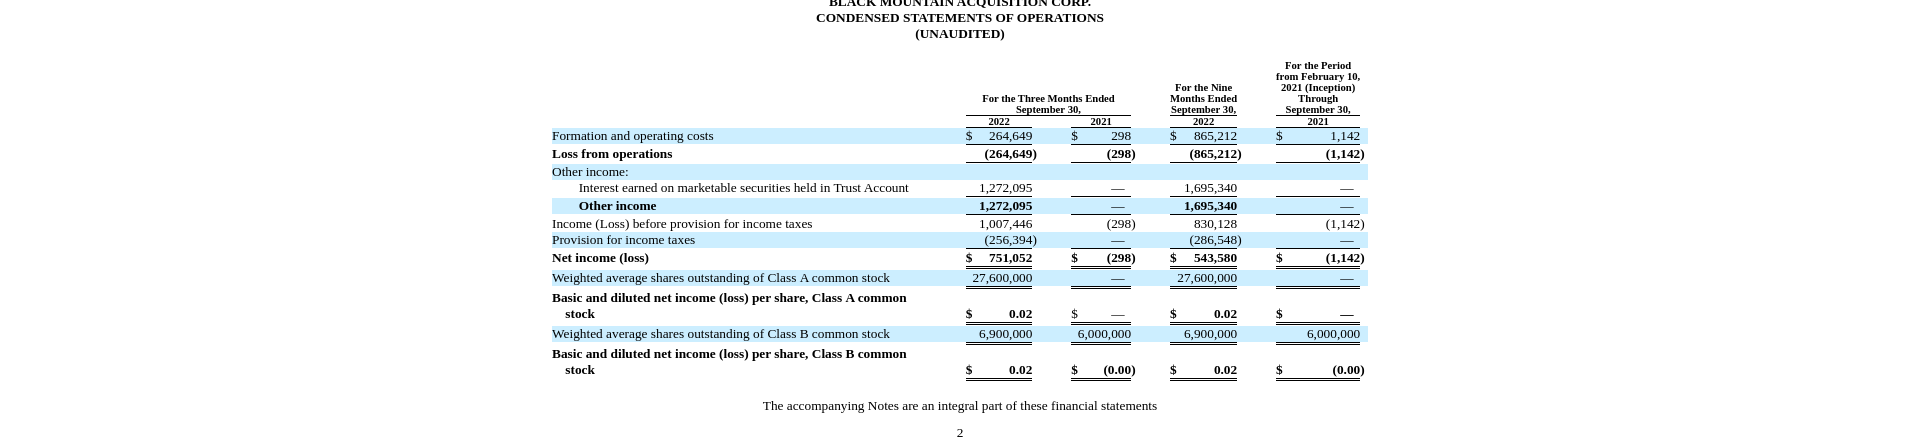 BLACK MOUNTAIN ACQUISITION CORP.
CONDENSED STATEMENTS OF OPERATIONS
(UNAUDITED)
For the Three Months Ended September 30,
For the Nine Months Ended September 30,
For the Period from February 10, 2021 (Inception) Through September 30,
2022 2021 2022 2021
Formation and operating costs $ 264,649 $ 298 $ 865,212 $ 1,142
Loss from operations (264,649) (298) (865,212) (1,142)
Other income:
Interest earned on marketable securities held in Trust Account 1,272,095 — 1,695,340 —
Other income 1,272,095 — 1,695,340 —
Income (Loss) before provision for income taxes 1,007,446 (298) 830,128 (1,142)
Provision for income taxes (256,394) — (286,548) —
Net income (loss) $ 751,052 $ (298) $ 543,580 $ (1,142)
Weighted average shares outstanding of Class A common stock 27,600,000 — 27,600,000 —
Basic and diluted net income (loss) per share, Class A common
stock $ 0.02 $ — $ 0.02 $ —
Weighted average shares outstanding of Class B common stock 6,900,000 6,000,000 6,900,000 6,000,000
Basic and diluted net income (loss) per share, Class B common
stock $ 0.02 $ (0.00) $ 0.02 $ (0.00)
The accompanying Notes are an integral part of these financial statements
2